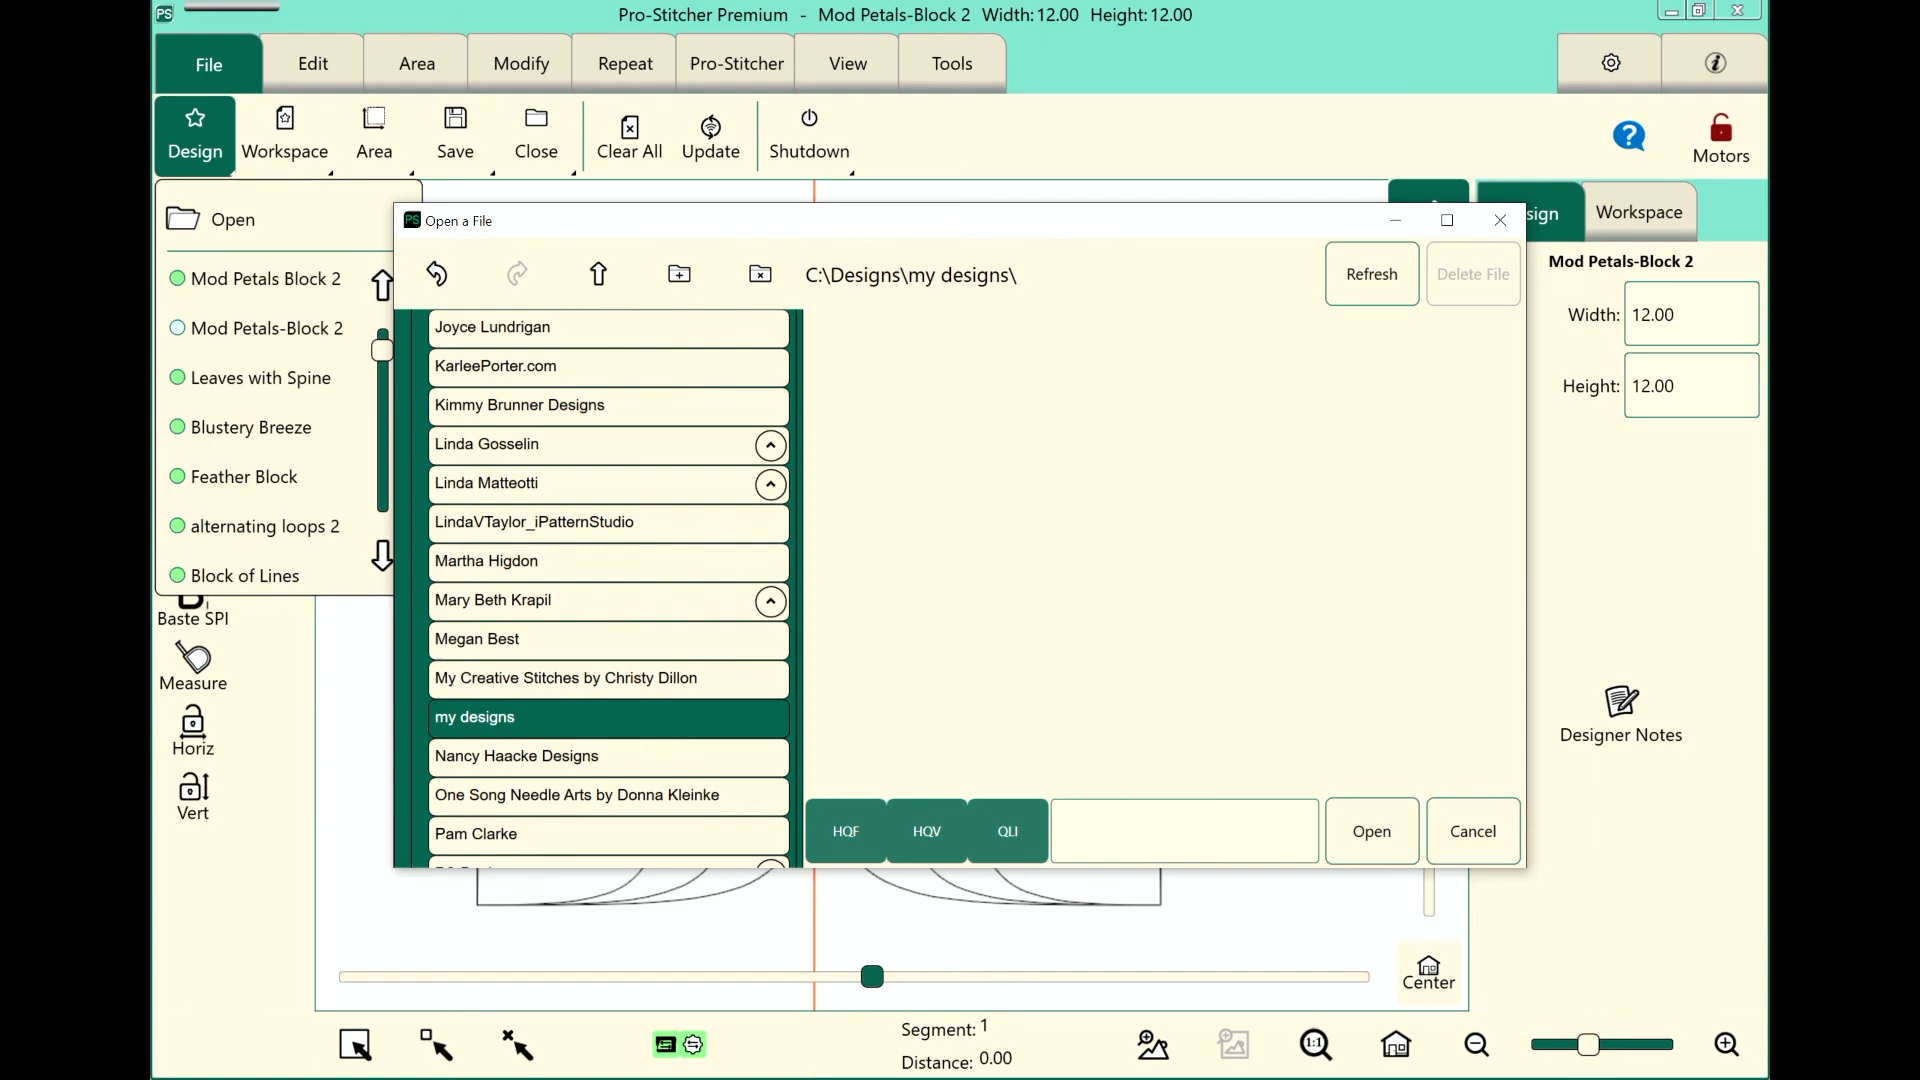 PS
Pro-Stitcher Premium - Mod Petals-Block 2 Width: 12.00 Height: 12.00
File
Edit
Area
Modify
Repeat
Pro-Stitcher
View
Tools
Design
Workspace
Area
Save
Close
Clear All
Update
Shutdown
Motors
Open
Mod Petals Block 2
Mod Petals-Block 2
Leaves with Spine
Blustery Breeze
Feather Block
alternating loops 2
Block of Lines
Baste SPI
Measure
Horiz
Vert
PS Open a File
C:\Designs\my designs\
Refresh
Delete File
Joyce Lundrigan
KarleePorter.com
Kimmy Brunner Designs
Linda Gosselin
Linda Matteotti
LindaVTaylor_iPatternStudio
Martha Higdon
Mary Beth Krapil
Megan Best
My Creative Stitches by Christy Dillon
my designs
Nancy Haacke Designs
One Song Needle Arts by Donna Kleinke
Pam Clarke
HQF
HQV
QLI
Open
Cancel
sign
Workspace
Mod Petals-Block 2
Width: 12.00
Height: 12.00
Designer Notes
Center
Segment: 1
Distance: 0.00
1:1